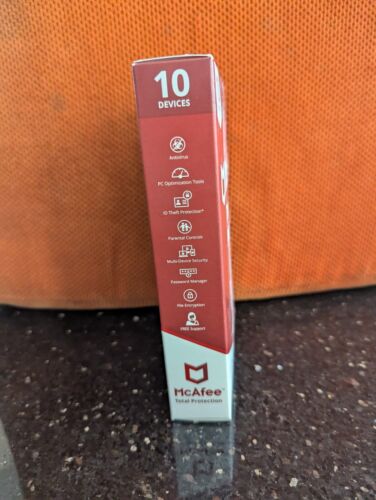 10
DEVICES
Antivirus
PC Optimization Tools
ID Theft Protection*
Parental Controls
Multi-Device Security
Password Manager
File Encryption
FREE Support
McAfee™
Total Protection